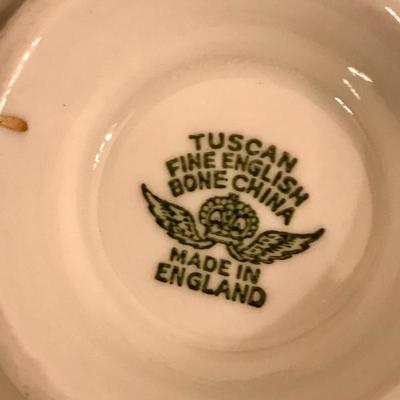 TUSCAN
FINE ENGLISH
BONE CHINA
MADE IN
ENGLAND